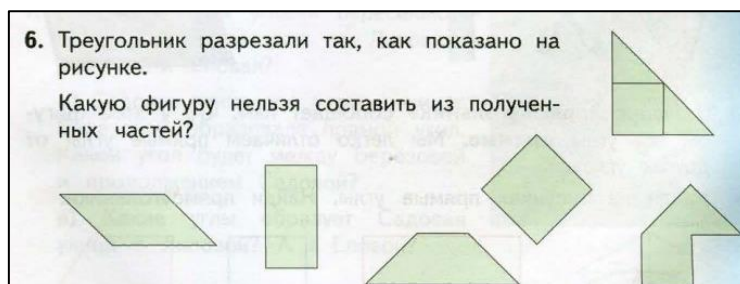 6. Треугольник разрезали так, как показано на
рисунке.
Какую фигуру нельзя составить из получен-
ных частей?